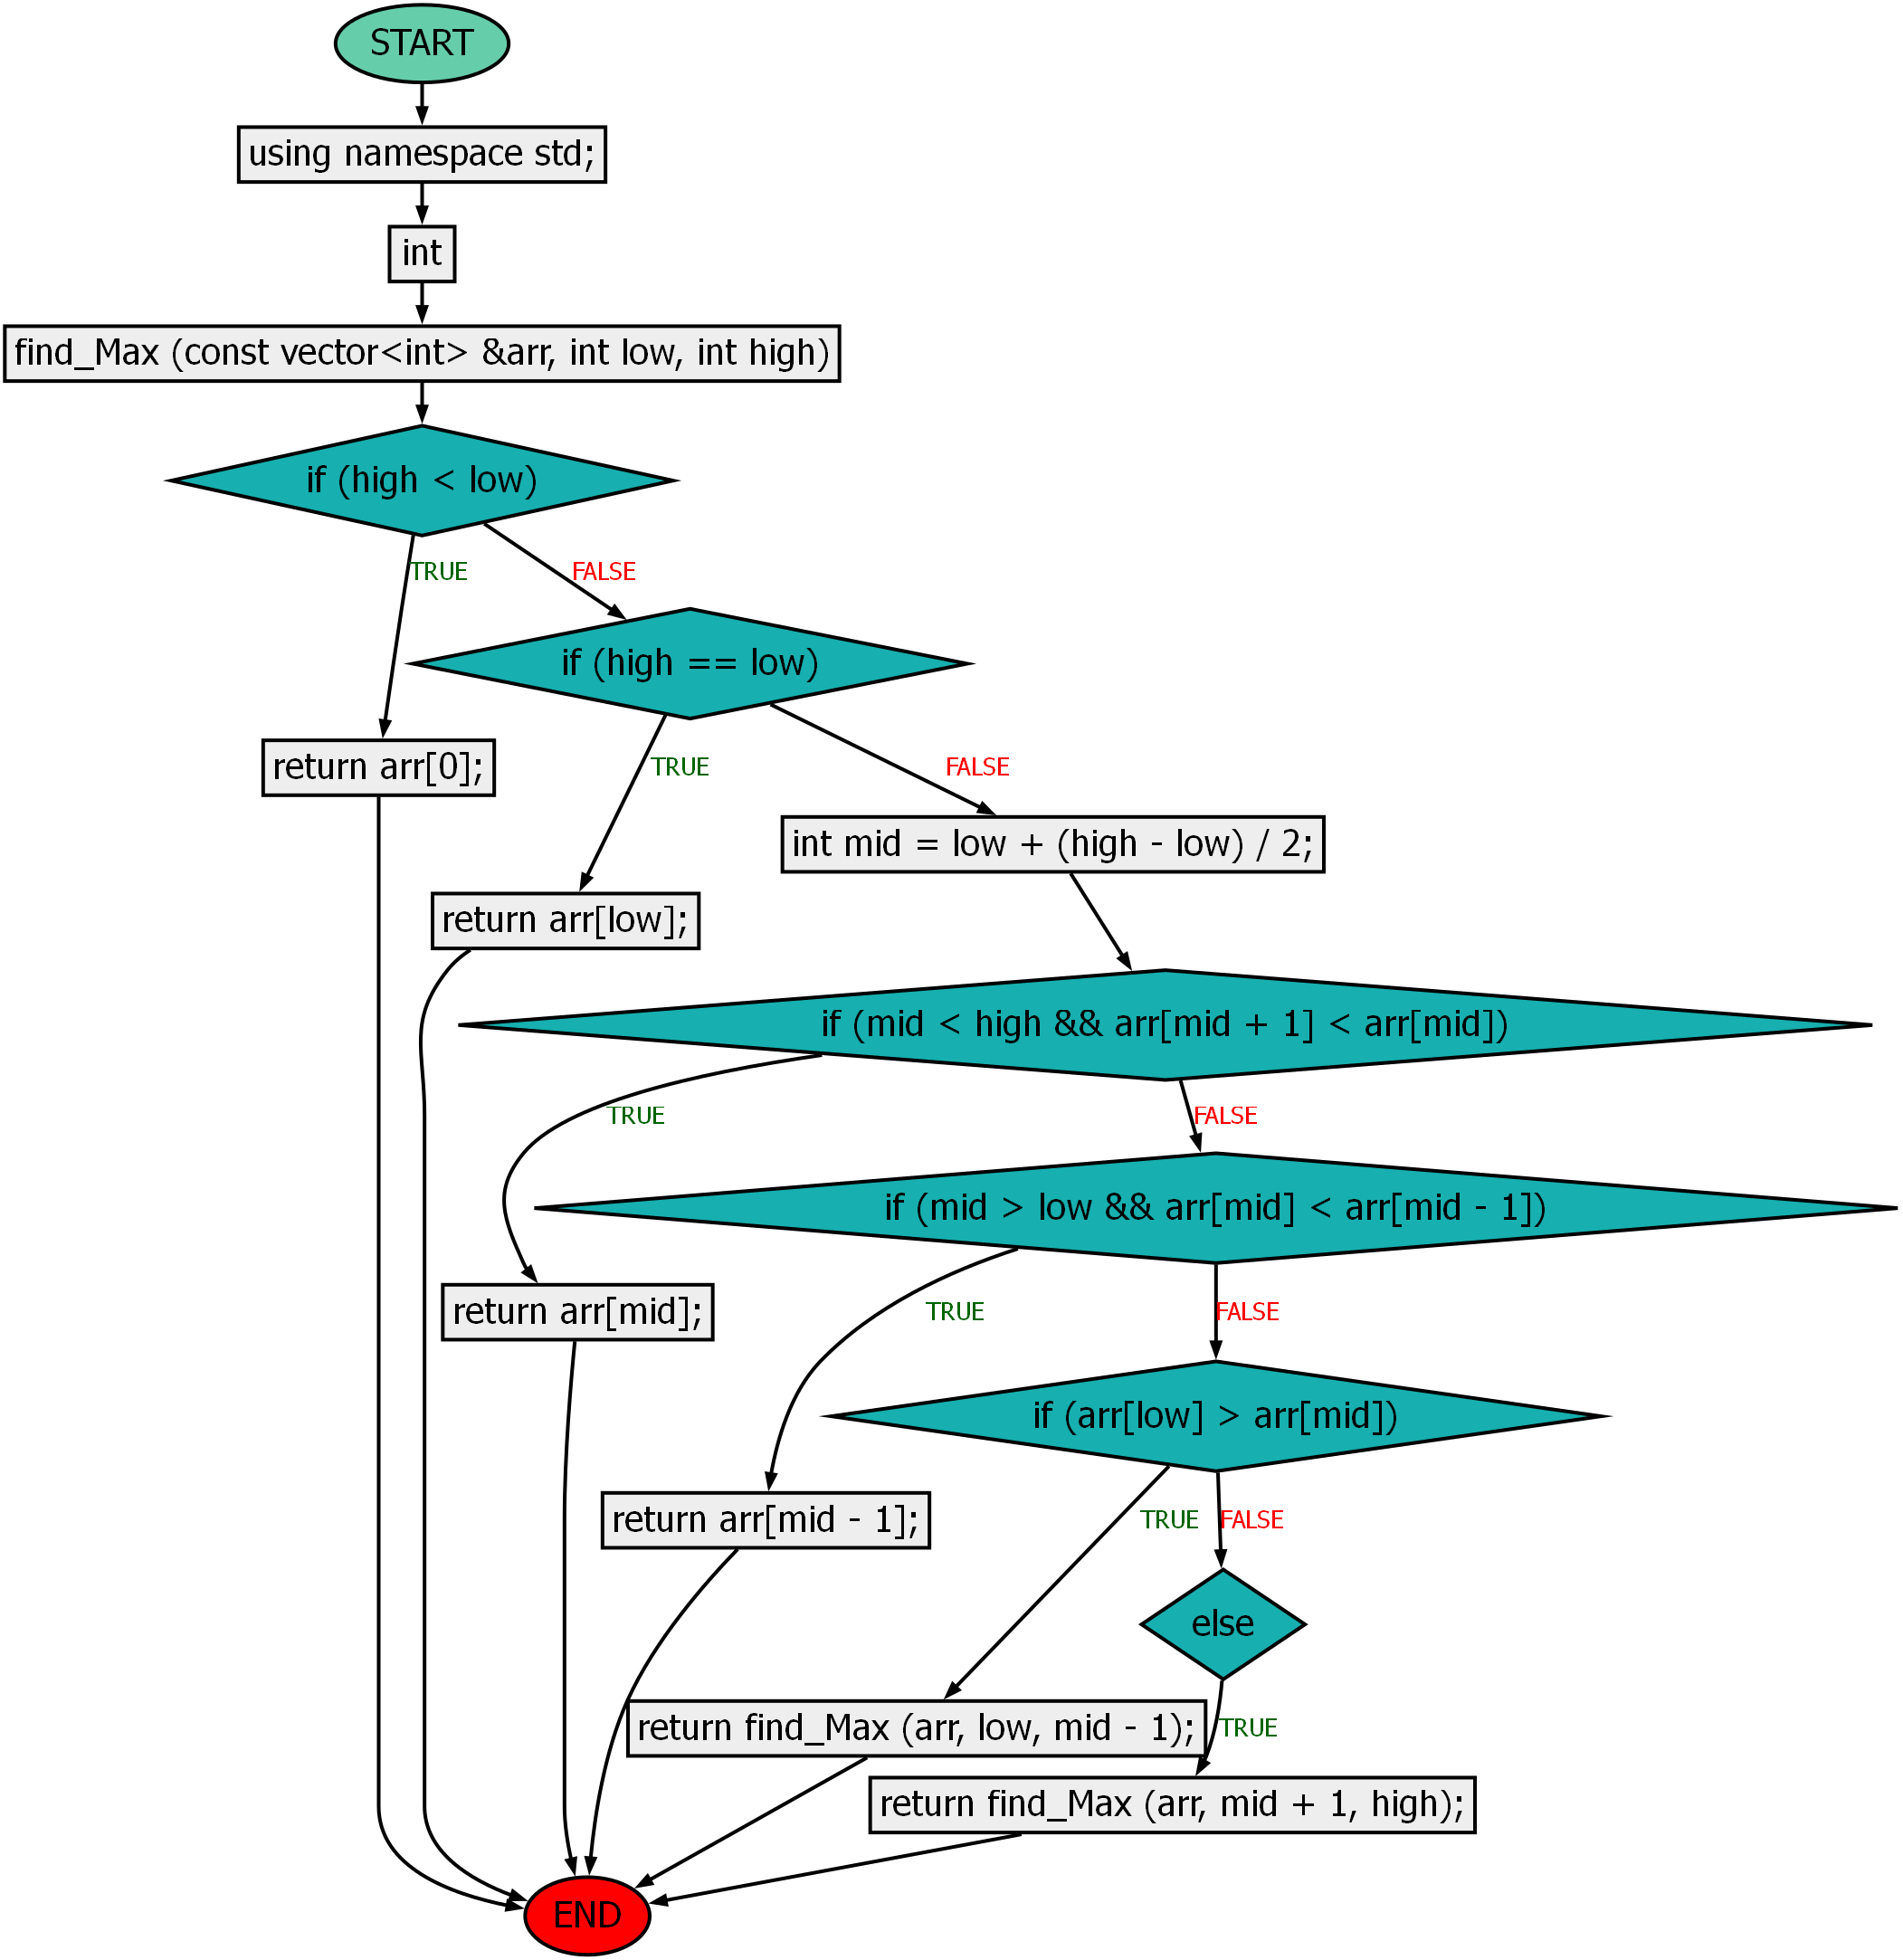 START
using namespace std;
int
find_Max (const vector<int> &arr, int low, int high)
if (high < low)
TRUE
FALSE
if (high == low)
return arr[0];
TRUE
FALSE
int mid = low + (high - low) / 2;
return arr[low];
if (mid < high && arr[mid + 1] < arr[mid])
TRUE
FALSE
if (mid > low && arr[mid] < arr[mid - 1])
return arr[mid];
TRUE
FALSE
if (arr[low] > arr[mid])
return arr[mid - 1];
TRUE
FALSE
else
return find_Max (arr, low, mid - 1);
TRUE
return find_Max (arr, mid + 1, high);
END